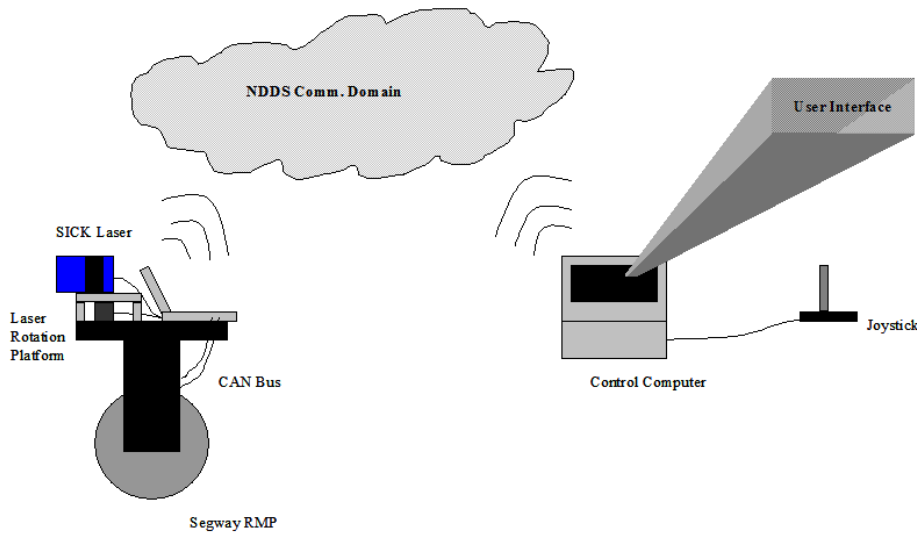 NDDS Comm. Domain
User Interface
SICK Laser
Laser
Rotation
Platform
Joystick
CAN Bus
Control Computer
Segway RMP